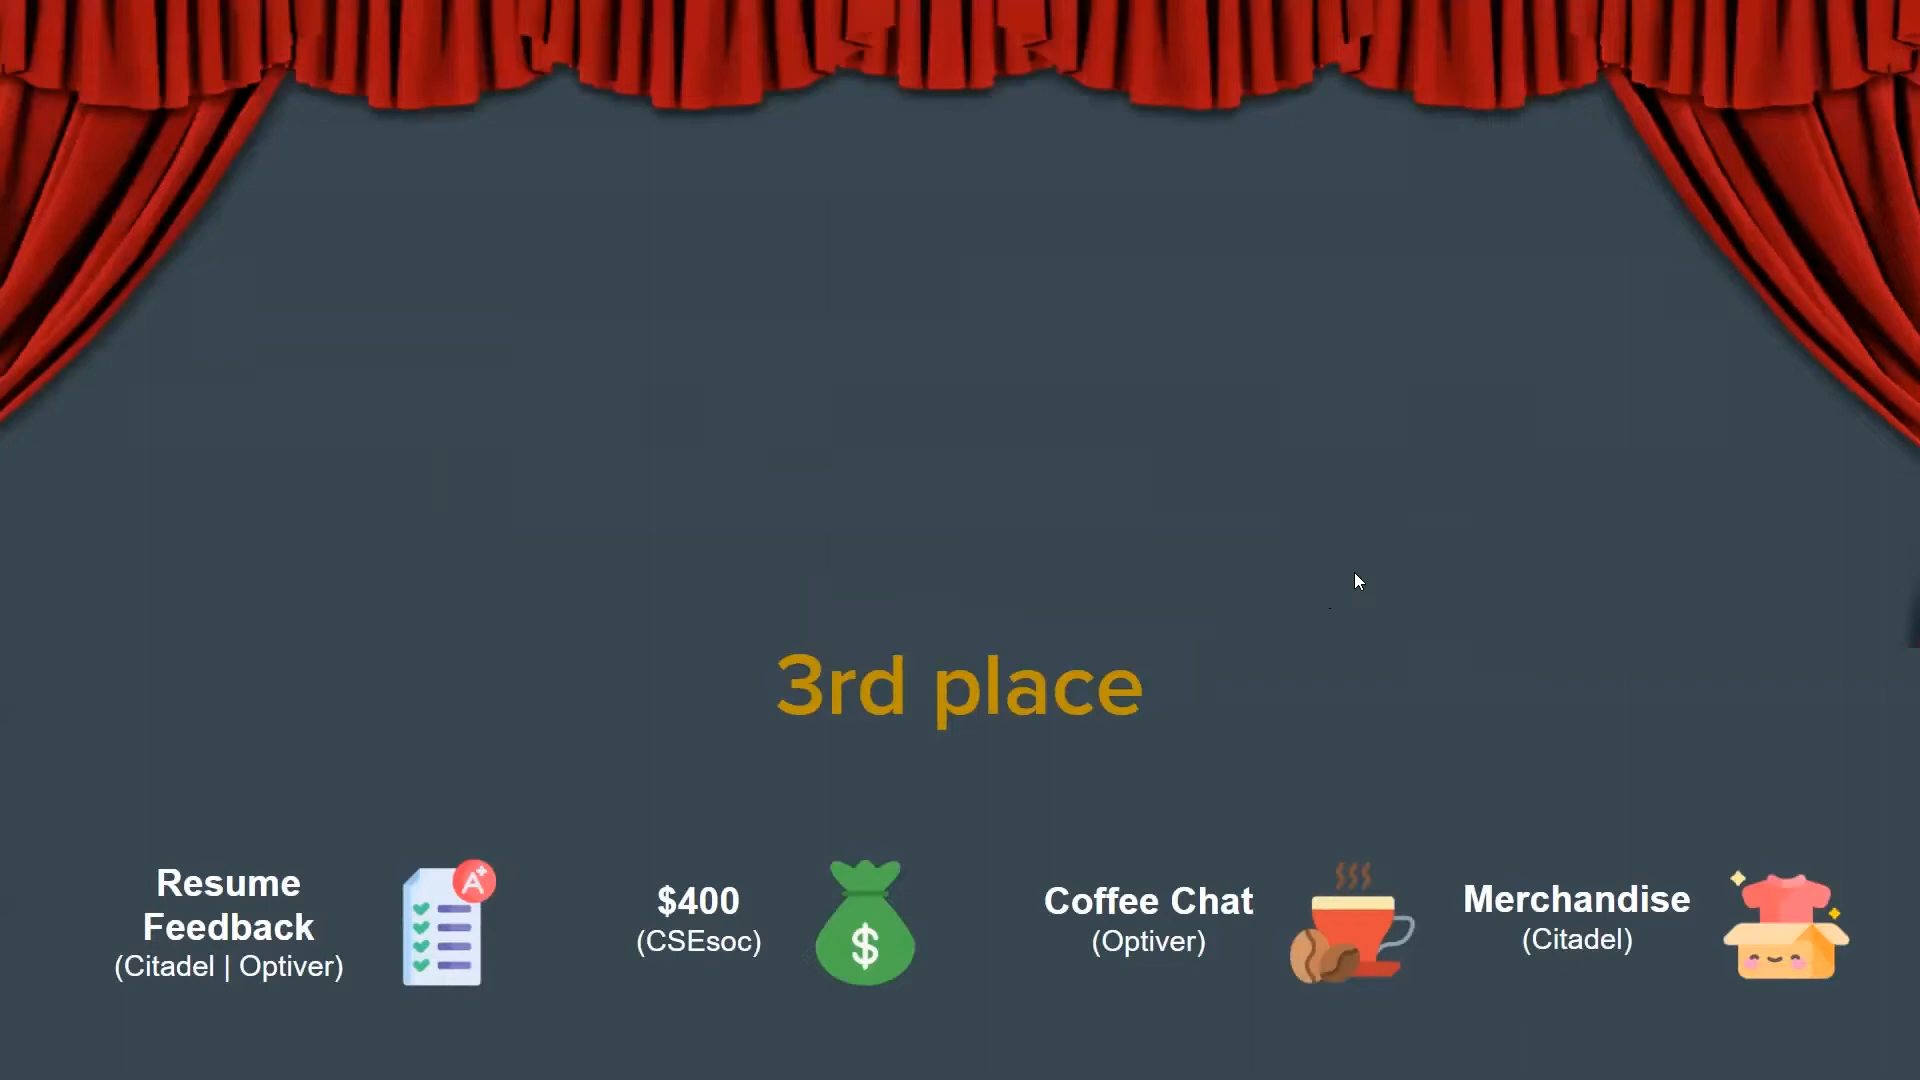 3rd place
Resume
Feedback
(Citadel | Optiver)
$400
(CSEsoc)
Coffee Chat
(Optiver)
Merchandise
(Citadel)
A+
$